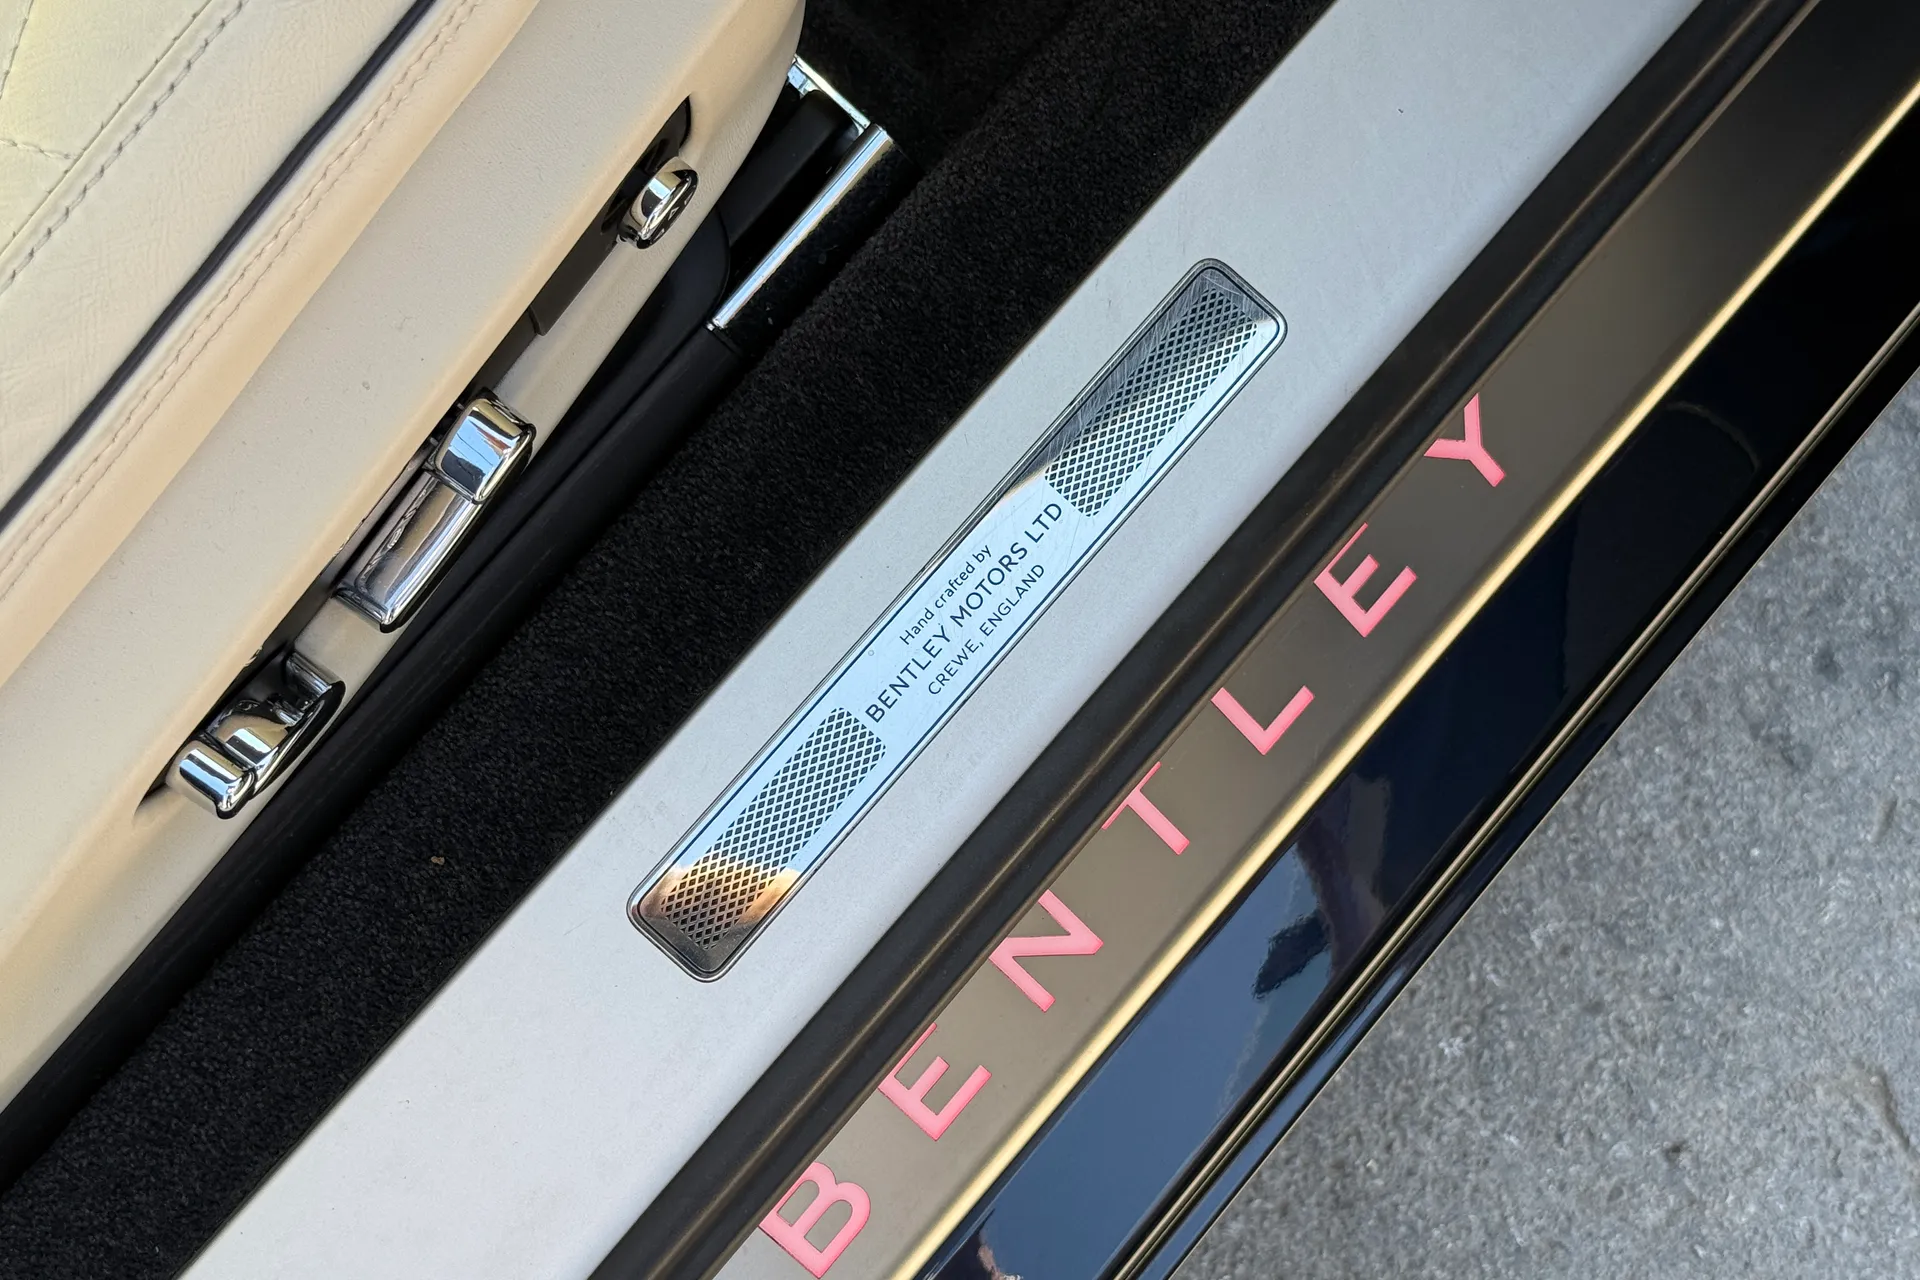 Hand crafted by
BENTLEY MOTORS LTD
CREWE, ENGLAND
BENTLEY